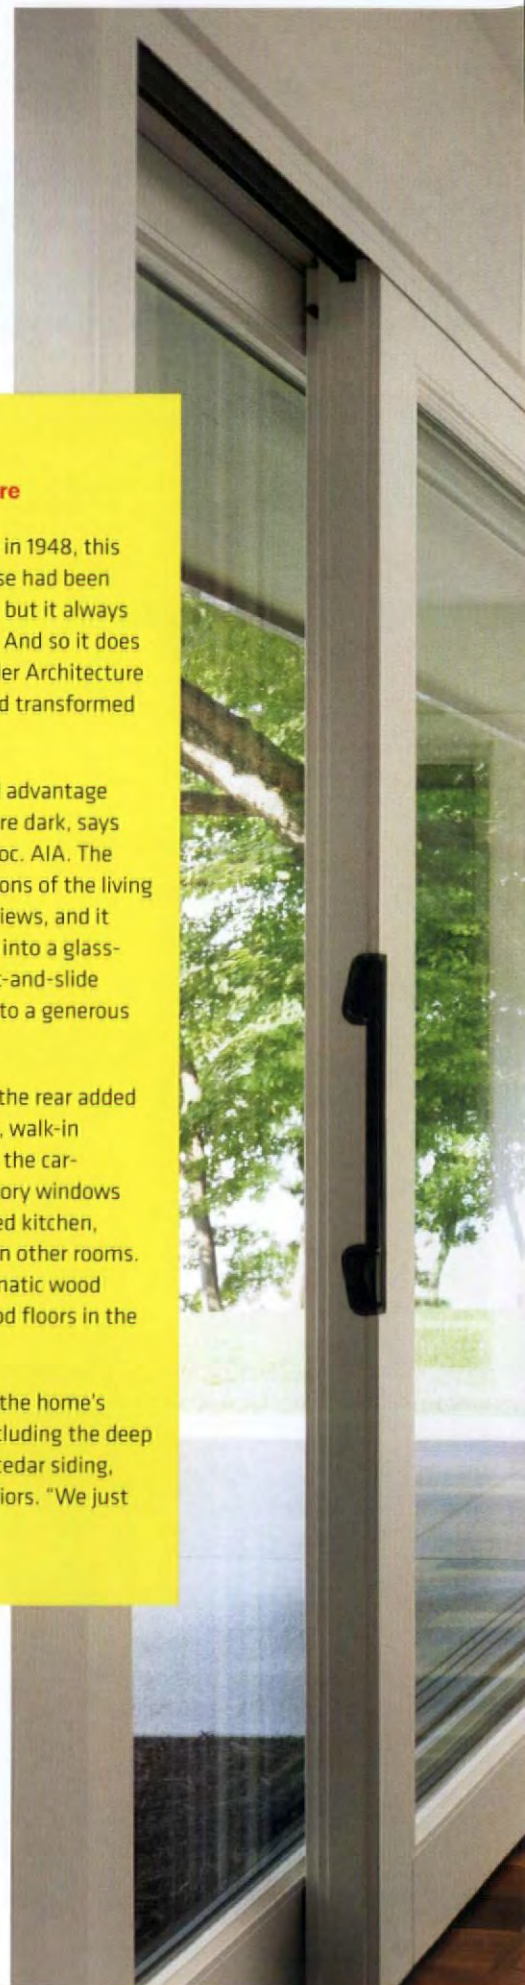 re
in 1948, this
se had been
but it always
And so it does
er Architecture
d transformed
advantage
re dark, says
oc. AIA. The
ons of the living
iews, and it
into a glass-
t-and-slide
to a generous
the rear added
, walk-in
the car-
ory windows
ed kitchen,
n other rooms.
matic wood
od floors in the
the home's
cluding the deep
cedar siding,
iors. "We just